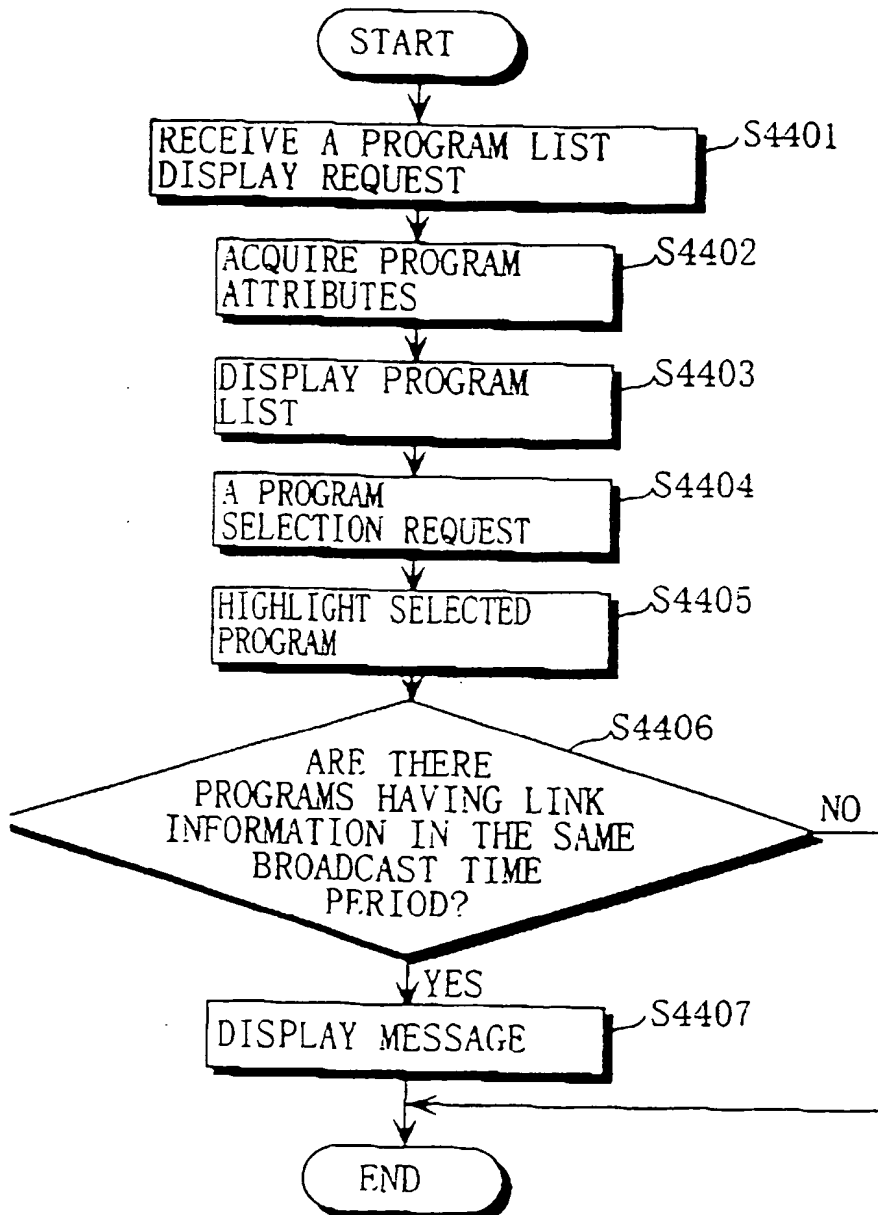 START
RECEIVE A PROGRAM LIST
DISPLAY REQUEST
S4401
ACQUIRE PROGRAM
ATTRIBUTES
S4402
DISPLAY PROGRAM
LIST
S4403
A PROGRAM
SELECTION REQUEST
S4404
HIGHLIGHT SELECTED
PROGRAM
S4405
S4406
ARE THERE
PROGRAMS HAVING LINK
INFORMATION IN THE SAME
BROADCAST TIME
PERIOD?
NO
YES
DISPLAY MESSAGE
S4407
END